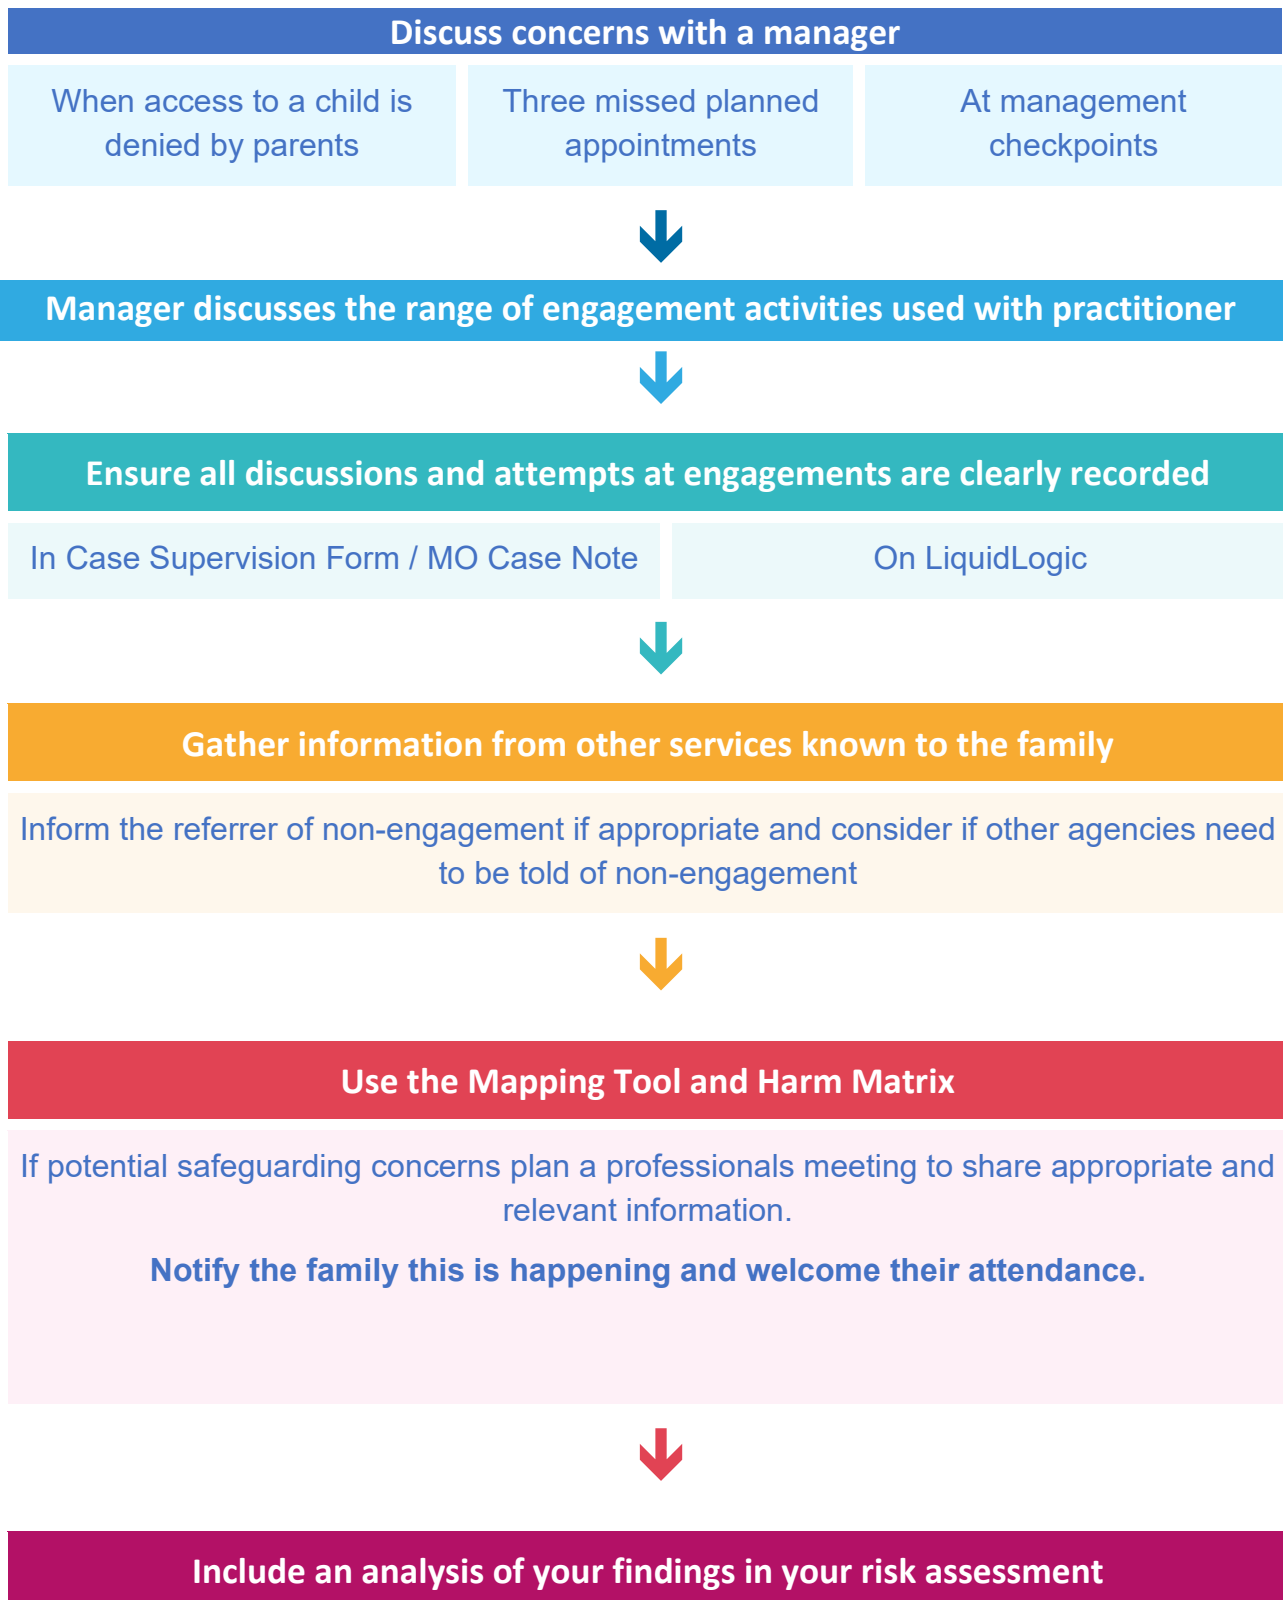 Discuss concerns with a manager
When access to a child is
denied by parents
Three missed planned
appointments
At management
checkpoints
Manager discusses the range of engagement activities used with practitioner
Ensure all discussions and attempts at engagements are clearly recorded
In Case Supervision Form / MO Case Note
On LiquidLogic
Gather information from other services known to the family
Inform the referrer of non-engagement if appropriate and consider if other agencies need
to be told of non-engagement
Use the Mapping Tool and Harm Matrix
If potential safeguarding concerns plan a professionals meeting to share appropriate and
relevant information.
Notify the family this is happening and welcome their attendance.
Include an analysis of your findings in your risk assessment